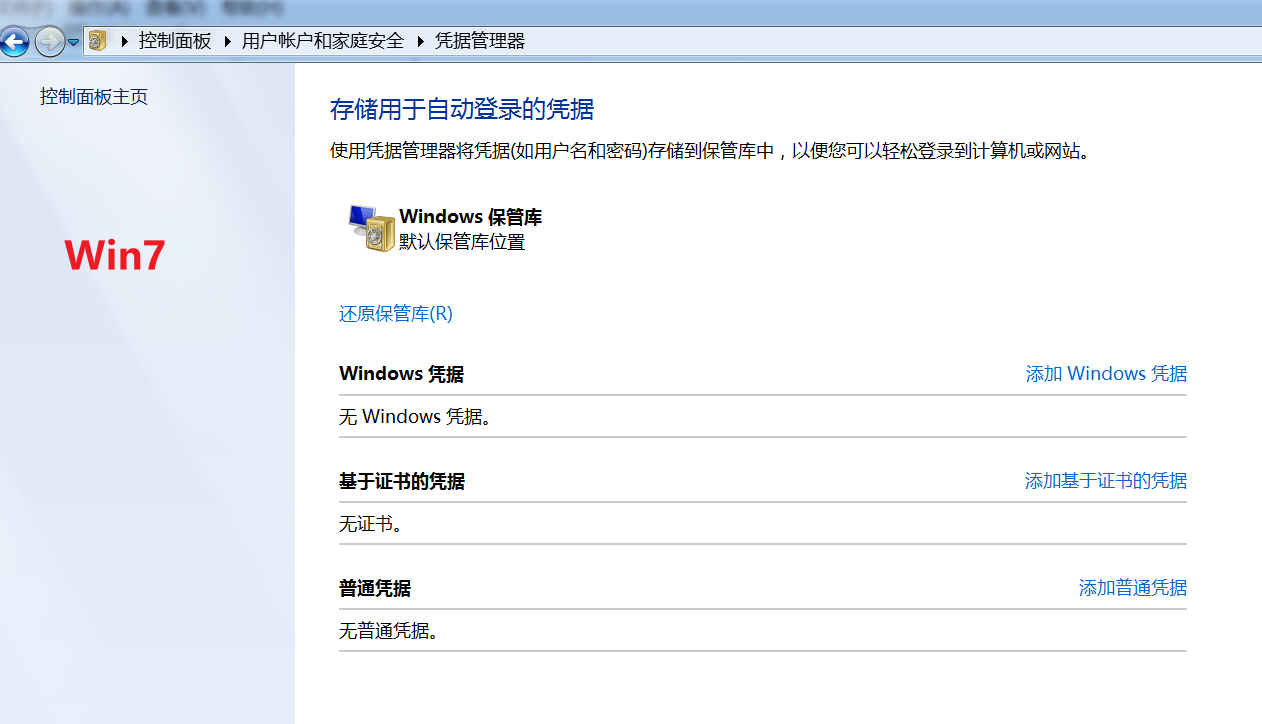 控制面板 ▸ 用户帐户和家庭安全 ▸ 凭据管理器
控制面板主页
Win7
存储用于自动登录的凭据
使用凭据管理器将凭据(如用户名和密码)存储到保管库中，以便您可以轻松登录到计算机或网站。
Windows 保管库
默认保管库位置
还原保管库(R)
Windows 凭据 添加 Windows 凭据
无 Windows 凭据。
基于证书的凭据 添加基于证书的凭据
无证书。
普通凭据 添加普通凭据
无普通凭据。